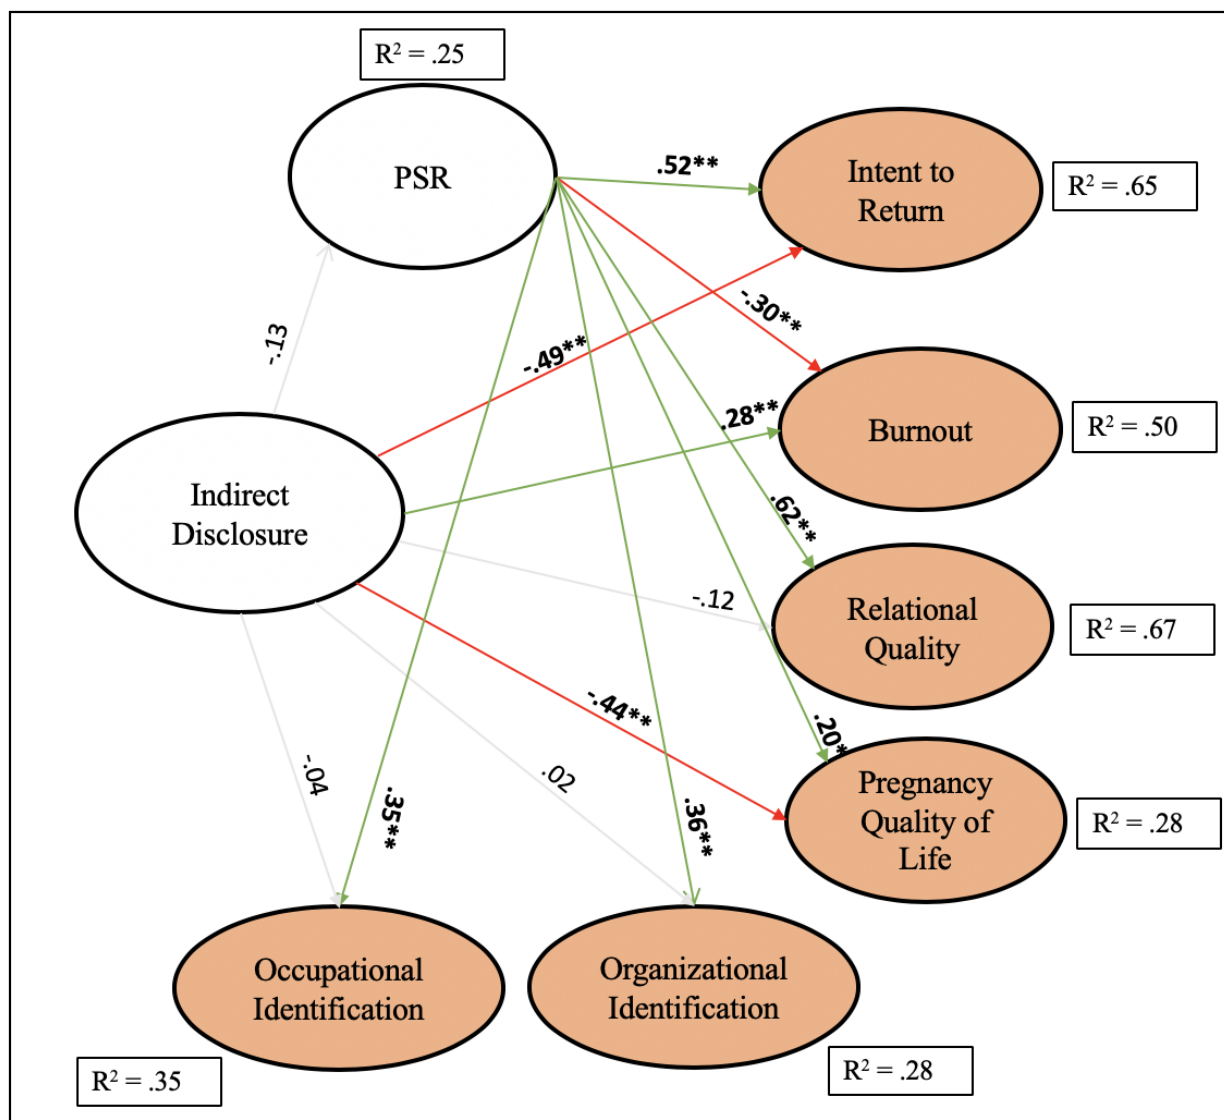 R² = .25
PSR
.52**
Intent to
Return
R² = .65
-.30**
-.13
-.49**
.28**
Burnout
R² = .50
Indirect
Disclosure
.62**
-.12
Relational
Quality
R² = .67
-.44**
.20*
-.04
.02
.35**
.36**
Pregnancy
Quality of
Life
R² = .28
Occupational
Identification
Organizational
Identification
R² = .35
R² = .28